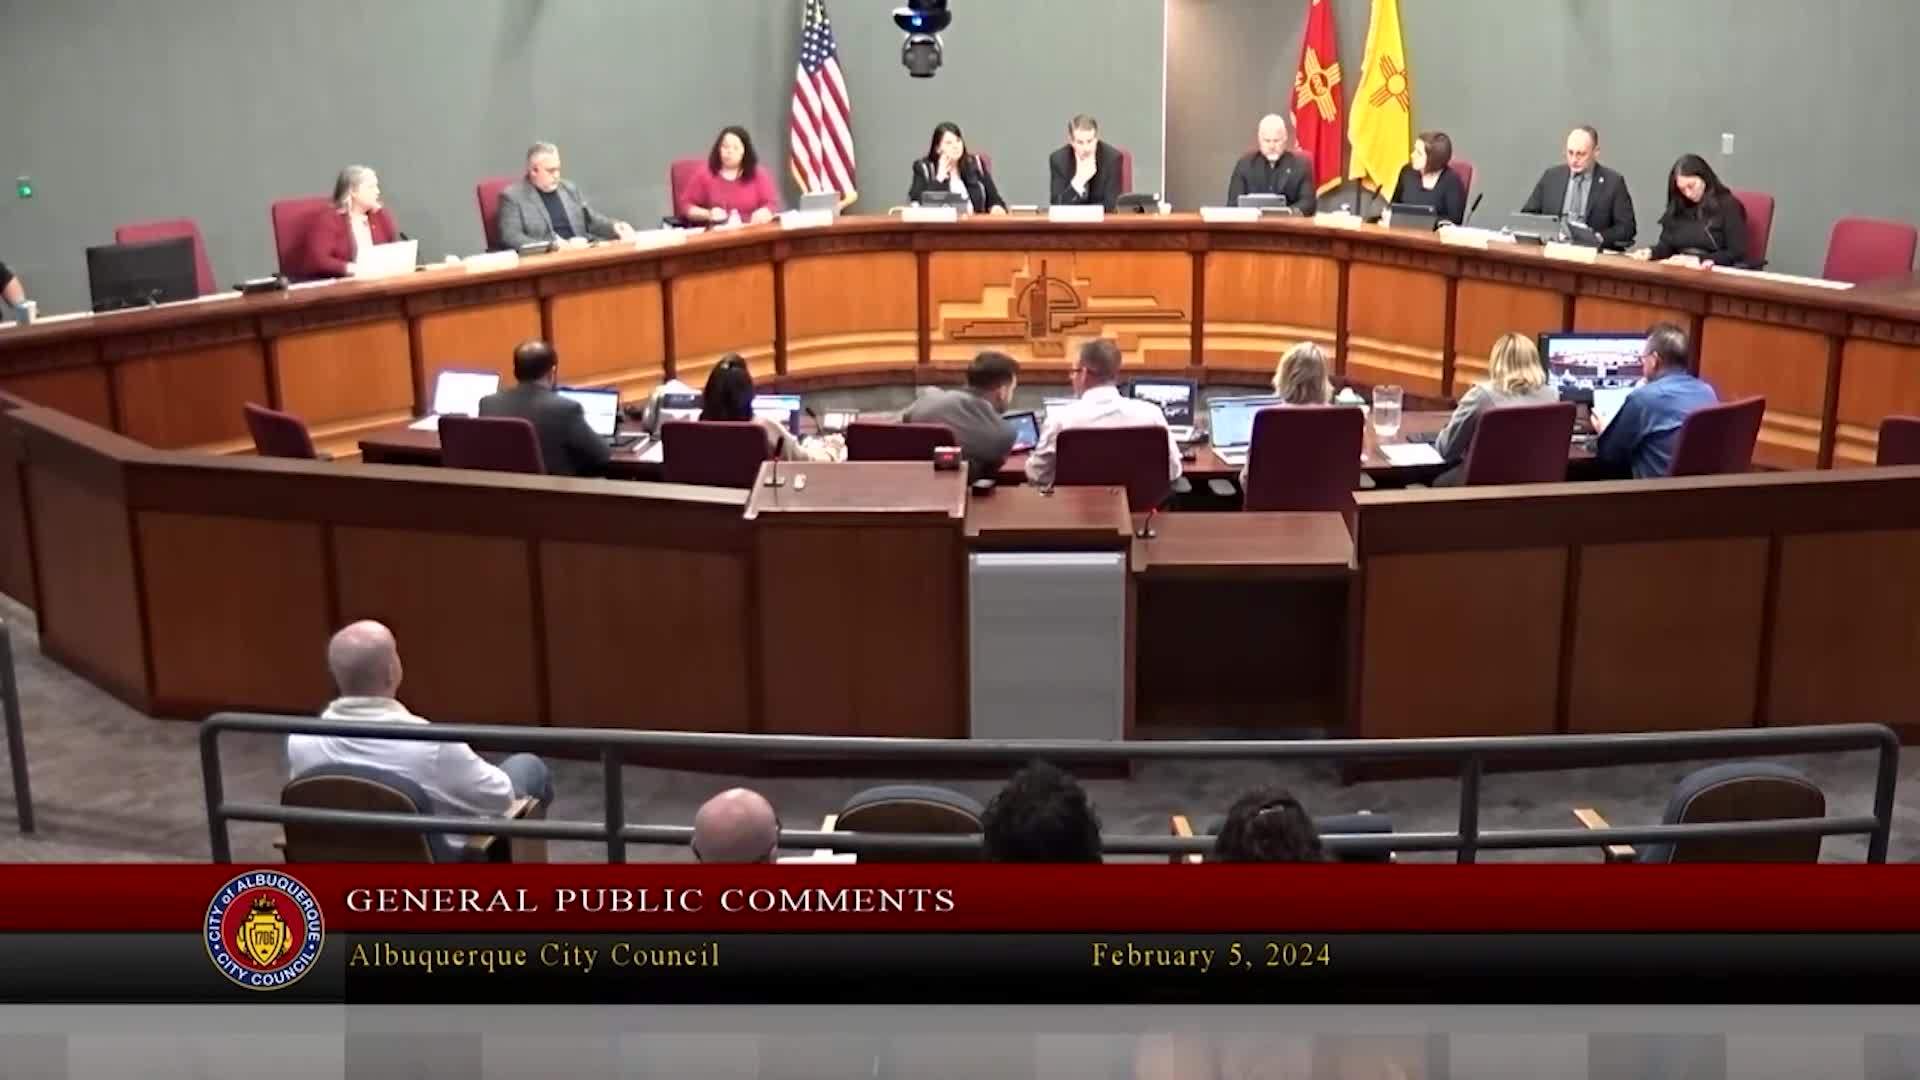 GENERAL PUBLIC COMMENTS
CITY of ALBUQUERQUE
1706
CITY COUNCIL
Albuquerque City Council
February 5, 2024